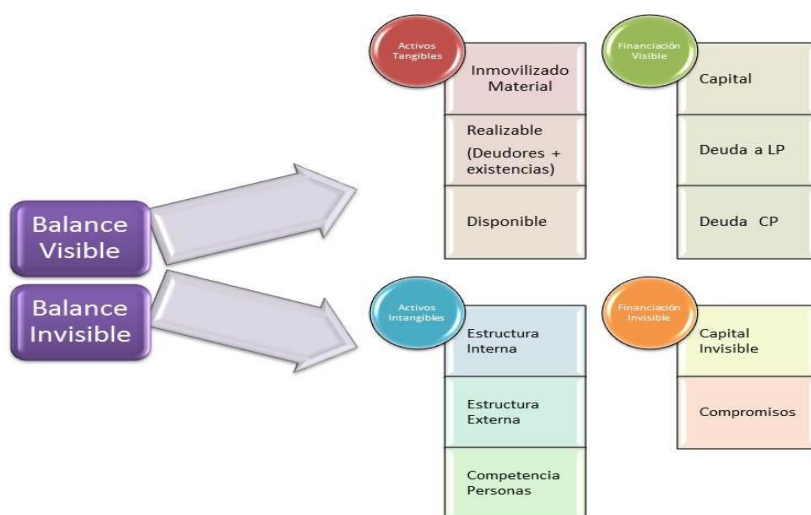 Balance
Visible
Balance
Invisible
Activos
Tangibles
Inmovilizado
Material
Realizable
(Deudores +
existencias)
Disponible
Financiación
Visible
Capital
Deuda a LP
Deuda CP
Activos
Intangibles
Estructura
Interna
Estructura
Externa
Competencia
Personas
Financiación
Invisible
Capital
Invisible
Compromisos